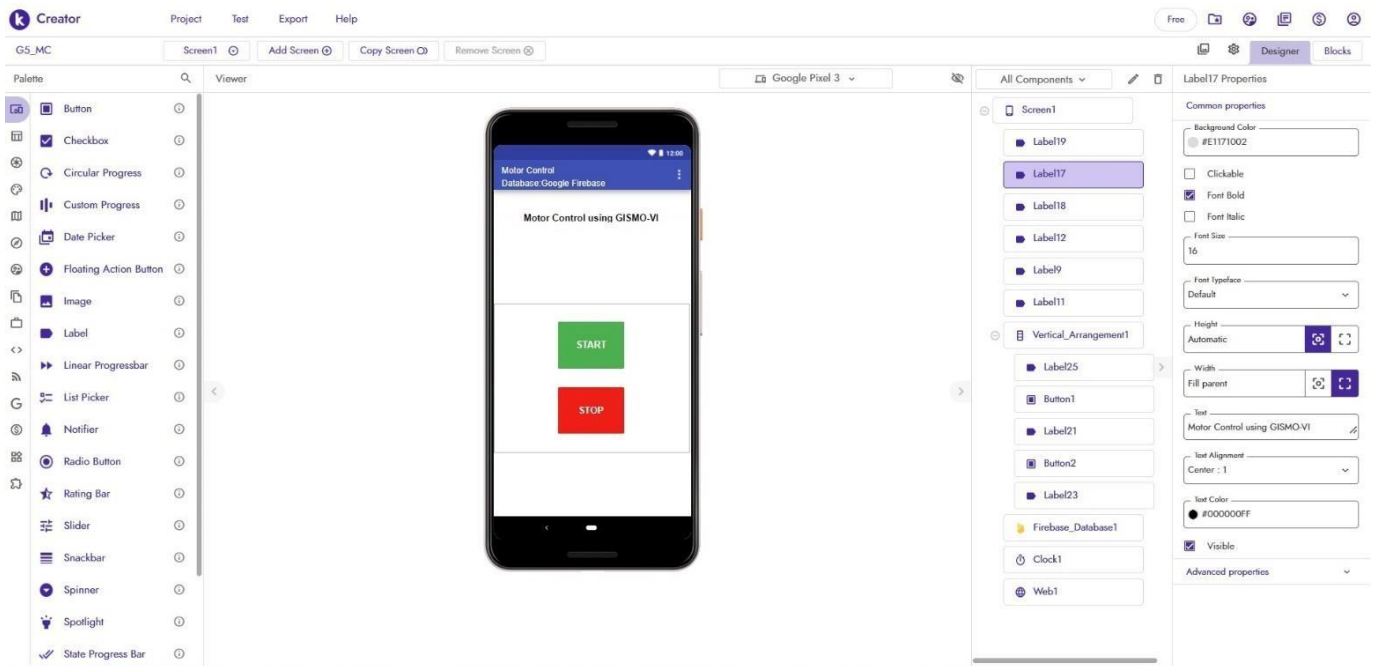 Creator Project Test Export Help Free
G5_MC Screen1 Add Screen Copy Screen Remove Screen Designer Blocks
Palette
Button
Checkbox
Circular Progress
Custom Progress
Date Picker
Floating Action Button
Image
Label
Linear Progressbar
List Picker
Notifier
Radio Button
Rating Bar
Slider
Snackbar
Spinner
Spotlight
State Progress Bar
Viewer Google Pixel 3
12:00
Motor Control
Database:Google Firebase
Motor Control using GISMO-VI
START
STOP
All Components
Screen1
Label19
Label17
Label18
Label12
Label9
Label11
Vertical_Arrangement1
Label25
Button1
Label21
Button2
Label23
Firebase_Database1
Clock1
Web1
Label17 Properties
Common properties
Background Color
#E1171002
Clickable
Font Bold
Font Italic
Font Size
16
Font Typeface
Default
Height
Automatic
Width
Fill parent
Text
Motor Control using GISMO-VI
Text Alignment
Center : 1
Text Color
#000000FF
Visible
Advanced properties